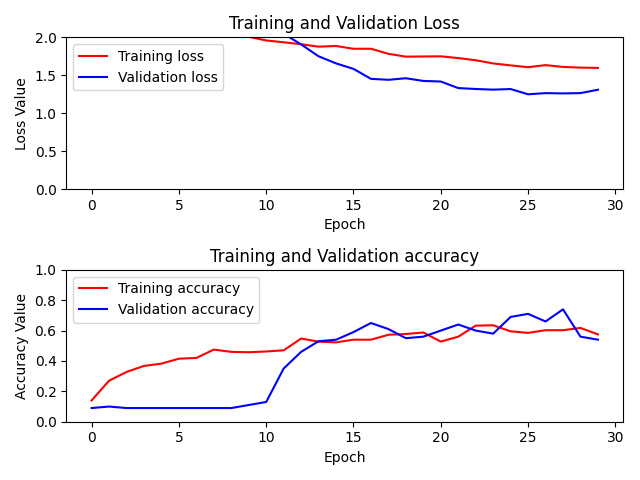 Training and Validation Loss
2.0
1.5
1.0
0.5
0.0
Loss Value
Training loss
Validation loss
0 5 10 15 20 25 30
Epoch
Training and Validation accuracy
1.0
0.8
0.6
0.4
0.2
0.0
Accuracy Value
Training accuracy
Validation accuracy
0 5 10 15 20 25 30
Epoch